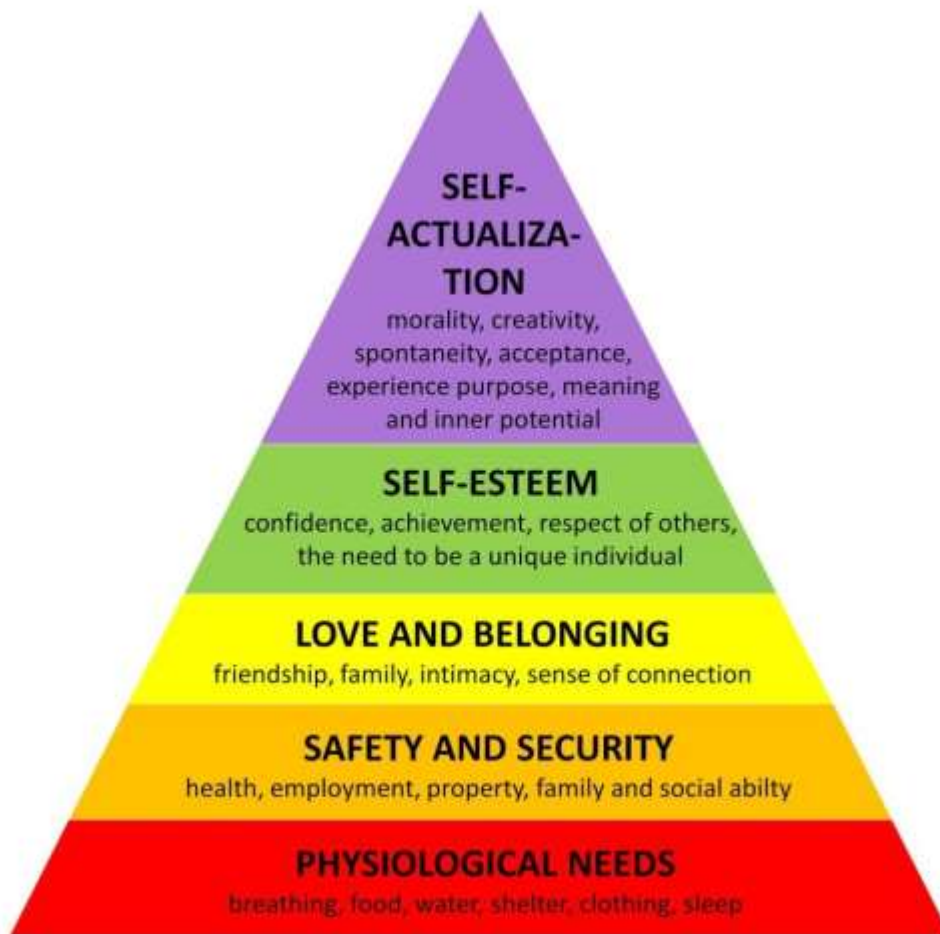 SELF-
ACTUALIZA-
TION
morality, creativity,
spontaneity, acceptance,
experience purpose, meaning
and inner potential
SELF-ESTEEM
confidence, achievement, respect of others,
the need to be a unique individual
LOVE AND BELONGING
friendship, family, intimacy, sense of connection
SAFETY AND SECURITY
health, employment, property, family and social abilty
PHYSIOLOGICAL NEEDS
breathing, food, water, shelter, clothing, sleep